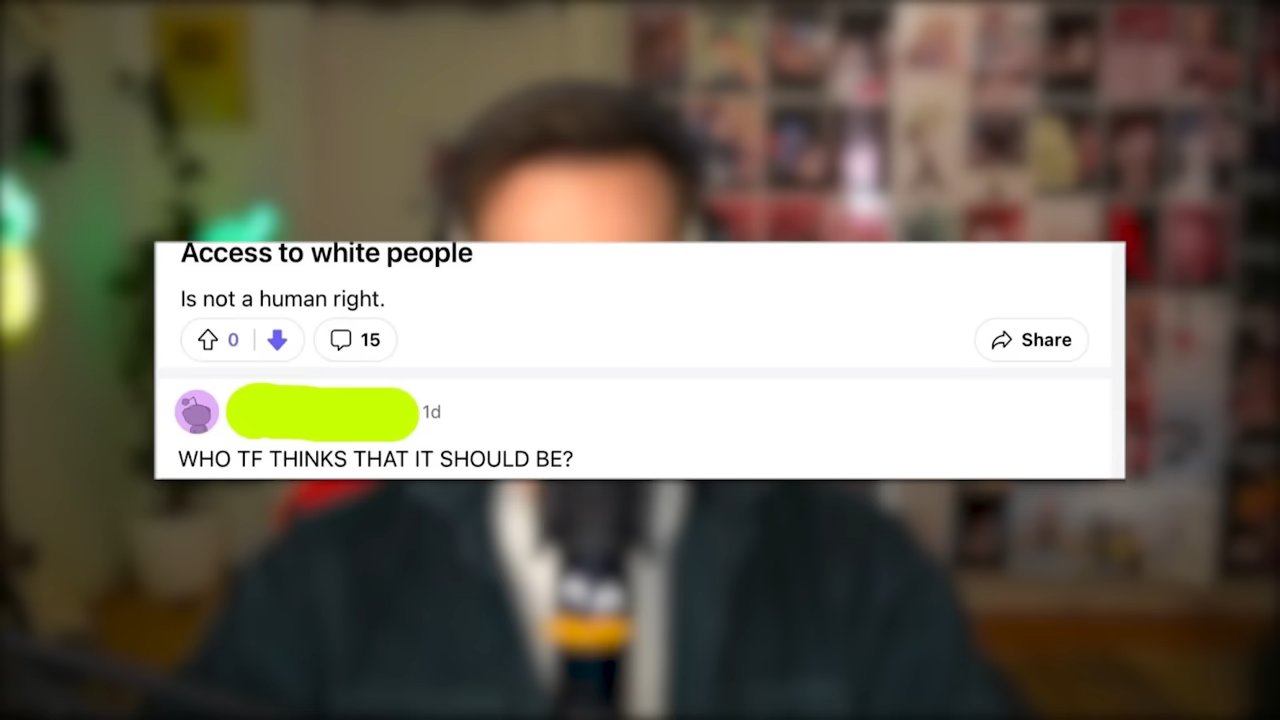 Access to white people
Is not a human right.
0
15
Share
1d
WHO TF THINKS THAT IT SHOULD BE?